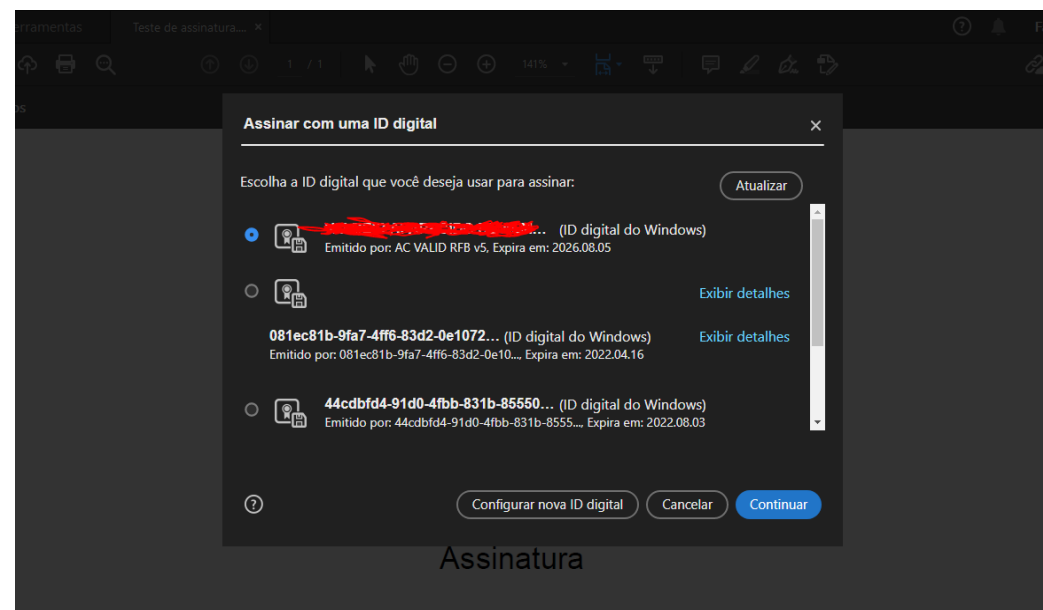 erramentas Teste de assinatura... ×
1 / 1 141%
os
Assinar com uma ID digital
Escolha a ID digital que você deseja usar para assinar:
Atualizar
(ID digital do Windows)
Emitido por: AC VALID RFB v5, Expira em: 2026.08.05
Exibir detalhes
081ec81b-9fa7-4ff6-83d2-0e1072... (ID digital do Windows) Exibir detalhes
Emitido por: 081ec81b-9fa7-4ff6-83d2-0e10..., Expira em: 2022.04.16
44cdbfd4-91d0-4fbb-831b-85550... (ID digital do Windows)
Emitido por: 44cdbfd4-91d0-4fbb-831b-8555..., Expira em: 2022.08.03
Configurar nova ID digital Cancelar Continuar
Assinatura